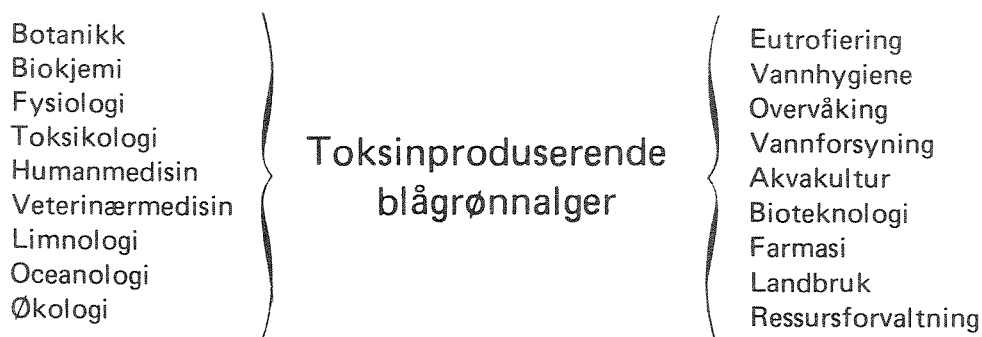 Botanikk
Biokjemi
Fysiologi
Toksikologi
Humanmedisin
Veterinærmedisin
Limnologi
Oceanologi
Økologi
Toksinproduserende
blågrønnalger
Eutrofiering
Vannhygiene
Overvåking
Vannforsyning
Akvakultur
Bioteknologi
Farmasi
Landbruk
Ressursforvaltning